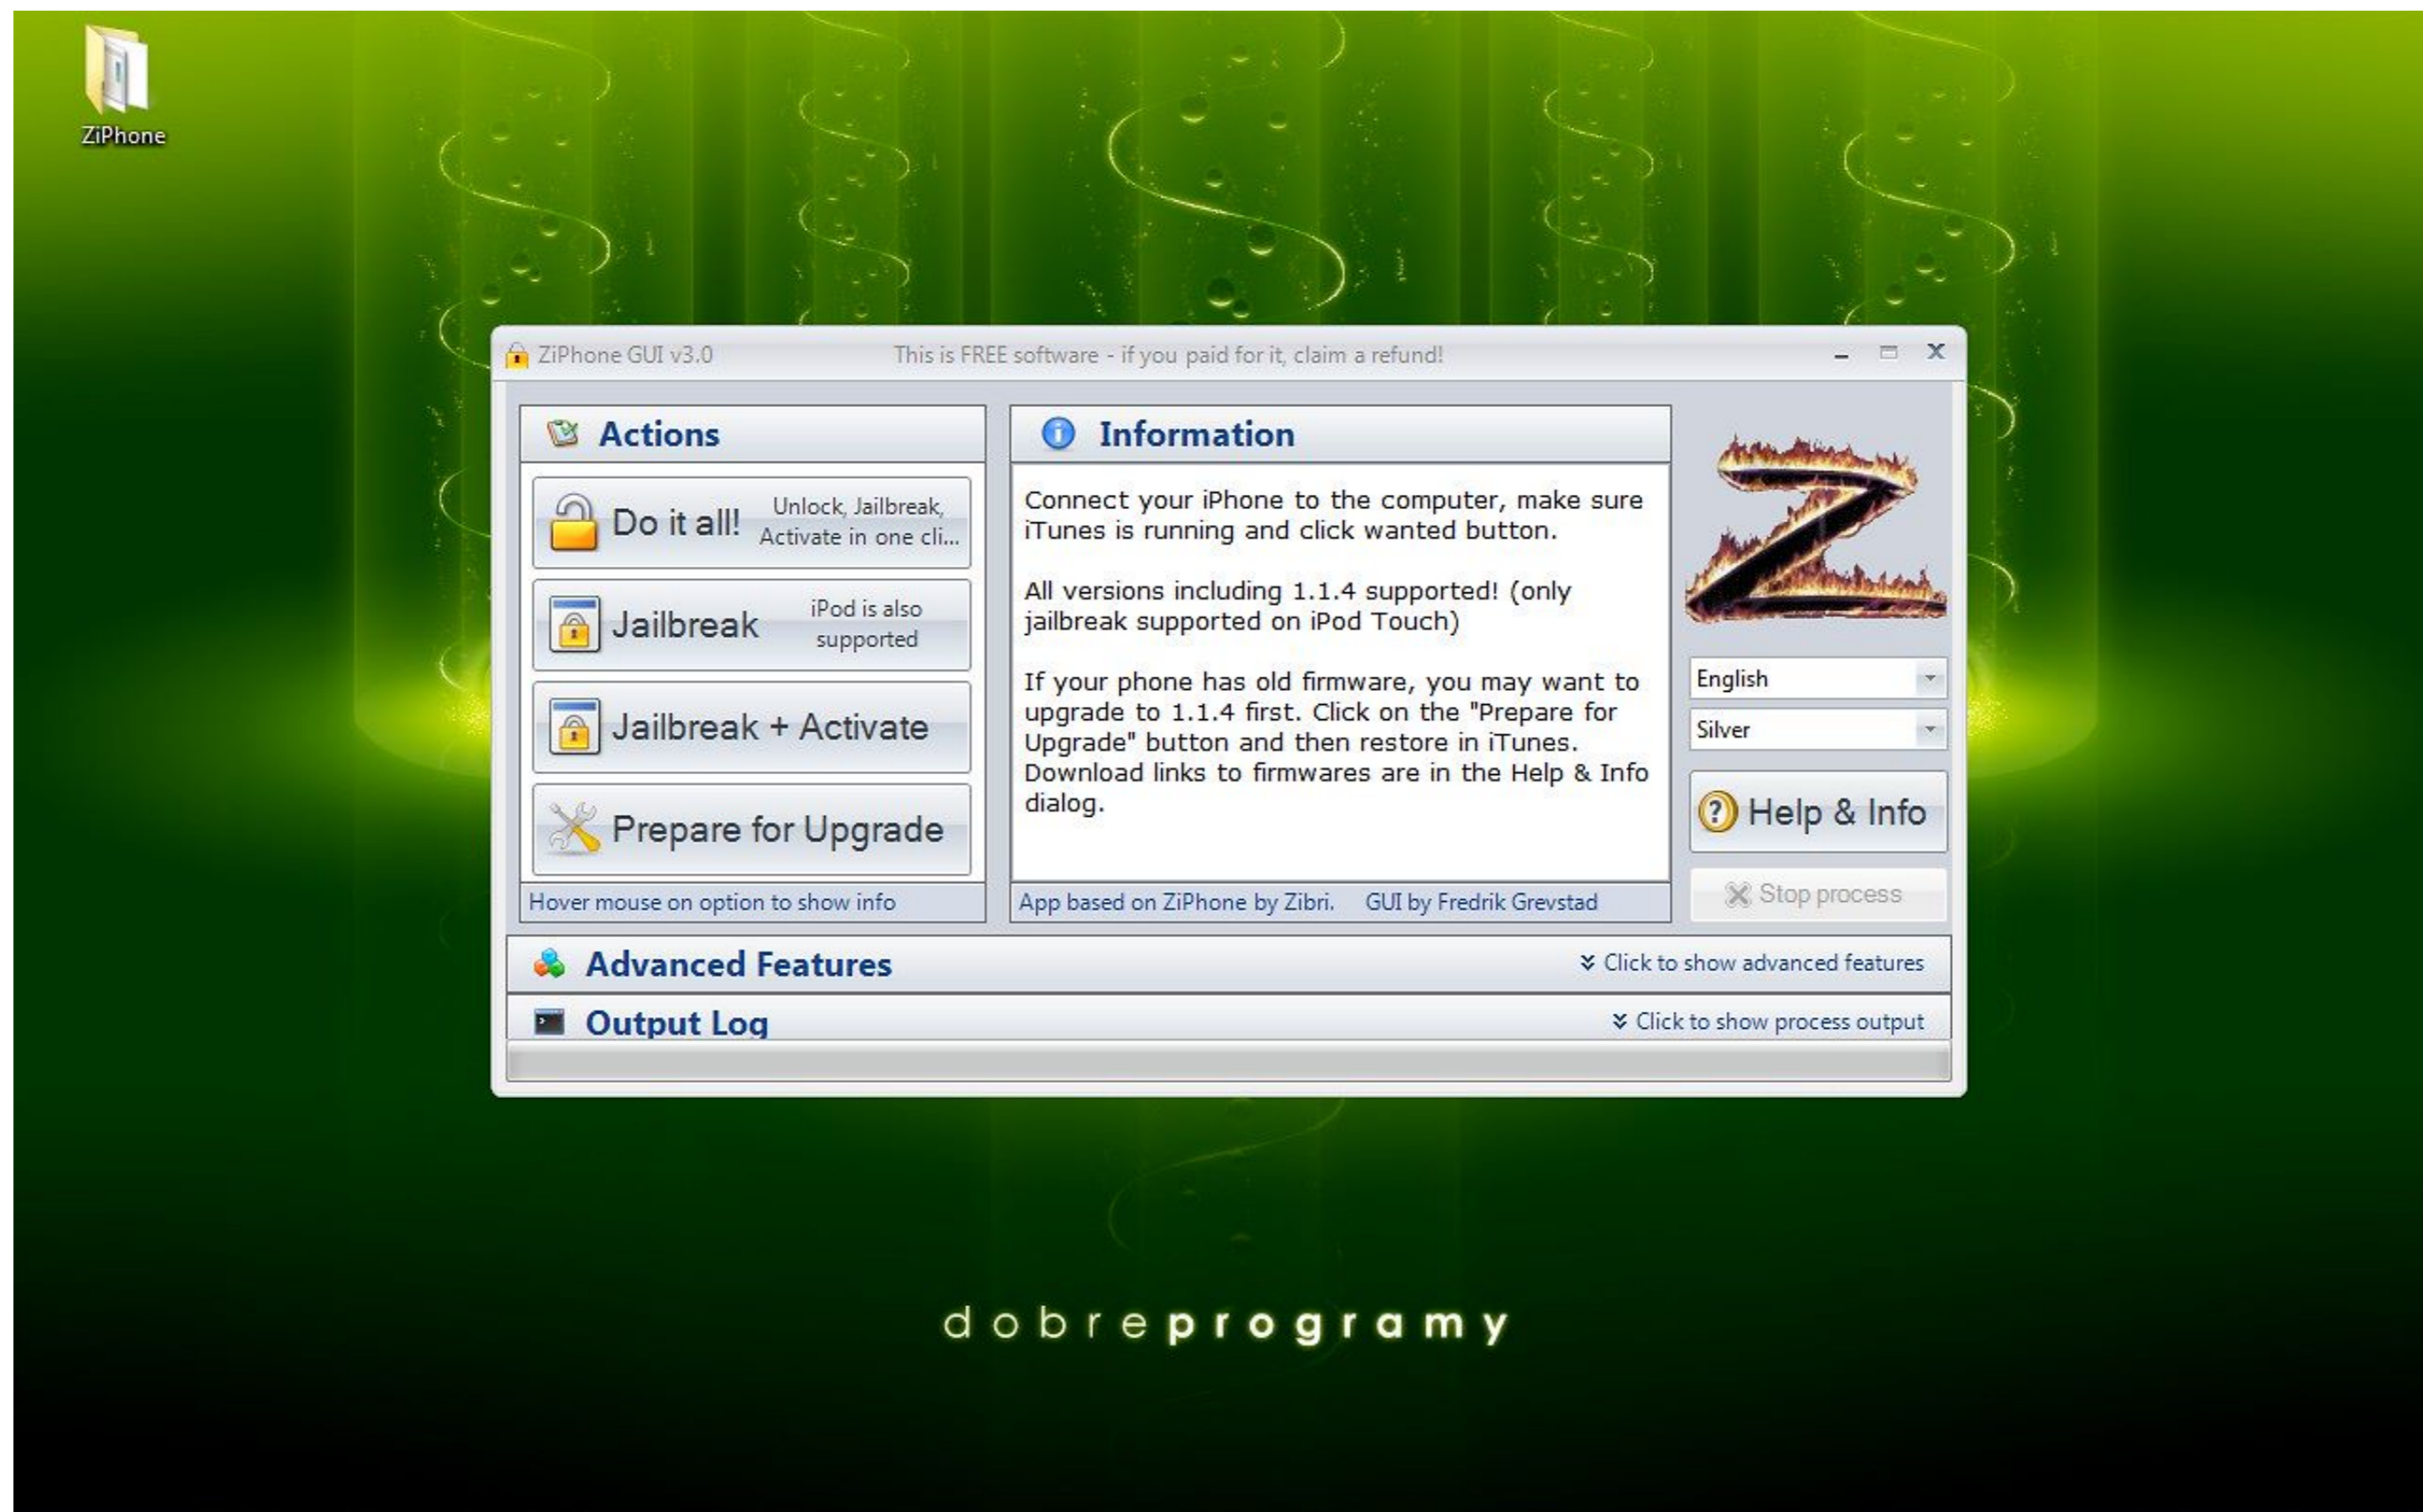 ZiPhone
ZiPhone GUI v3.0
This is FREE software - if you paid for it, claim a refund!
Actions
Do it all!
Unlock, Jailbreak,
Activate in one cli...
Jailbreak
iPod is also
supported
Jailbreak + Activate
Prepare for Upgrade
Hover mouse on option to show info
Information
Connect your iPhone to the computer, make sure
iTunes is running and click wanted button.
All versions including 1.1.4 supported! (only
jailbreak supported on iPod Touch)
If your phone has old firmware, you may want to
upgrade to 1.1.4 first. Click on the "Prepare for
Upgrade" button and then restore in iTunes.
Download links to firmwares are in the Help & Info
dialog.
App based on ZiPhone by Zibri. GUI by Fredrik Grevstad
Z
English
Silver
Help & Info
Stop process
Advanced Features
Click to show advanced features
Output Log
Click to show process output
dobreprogramy